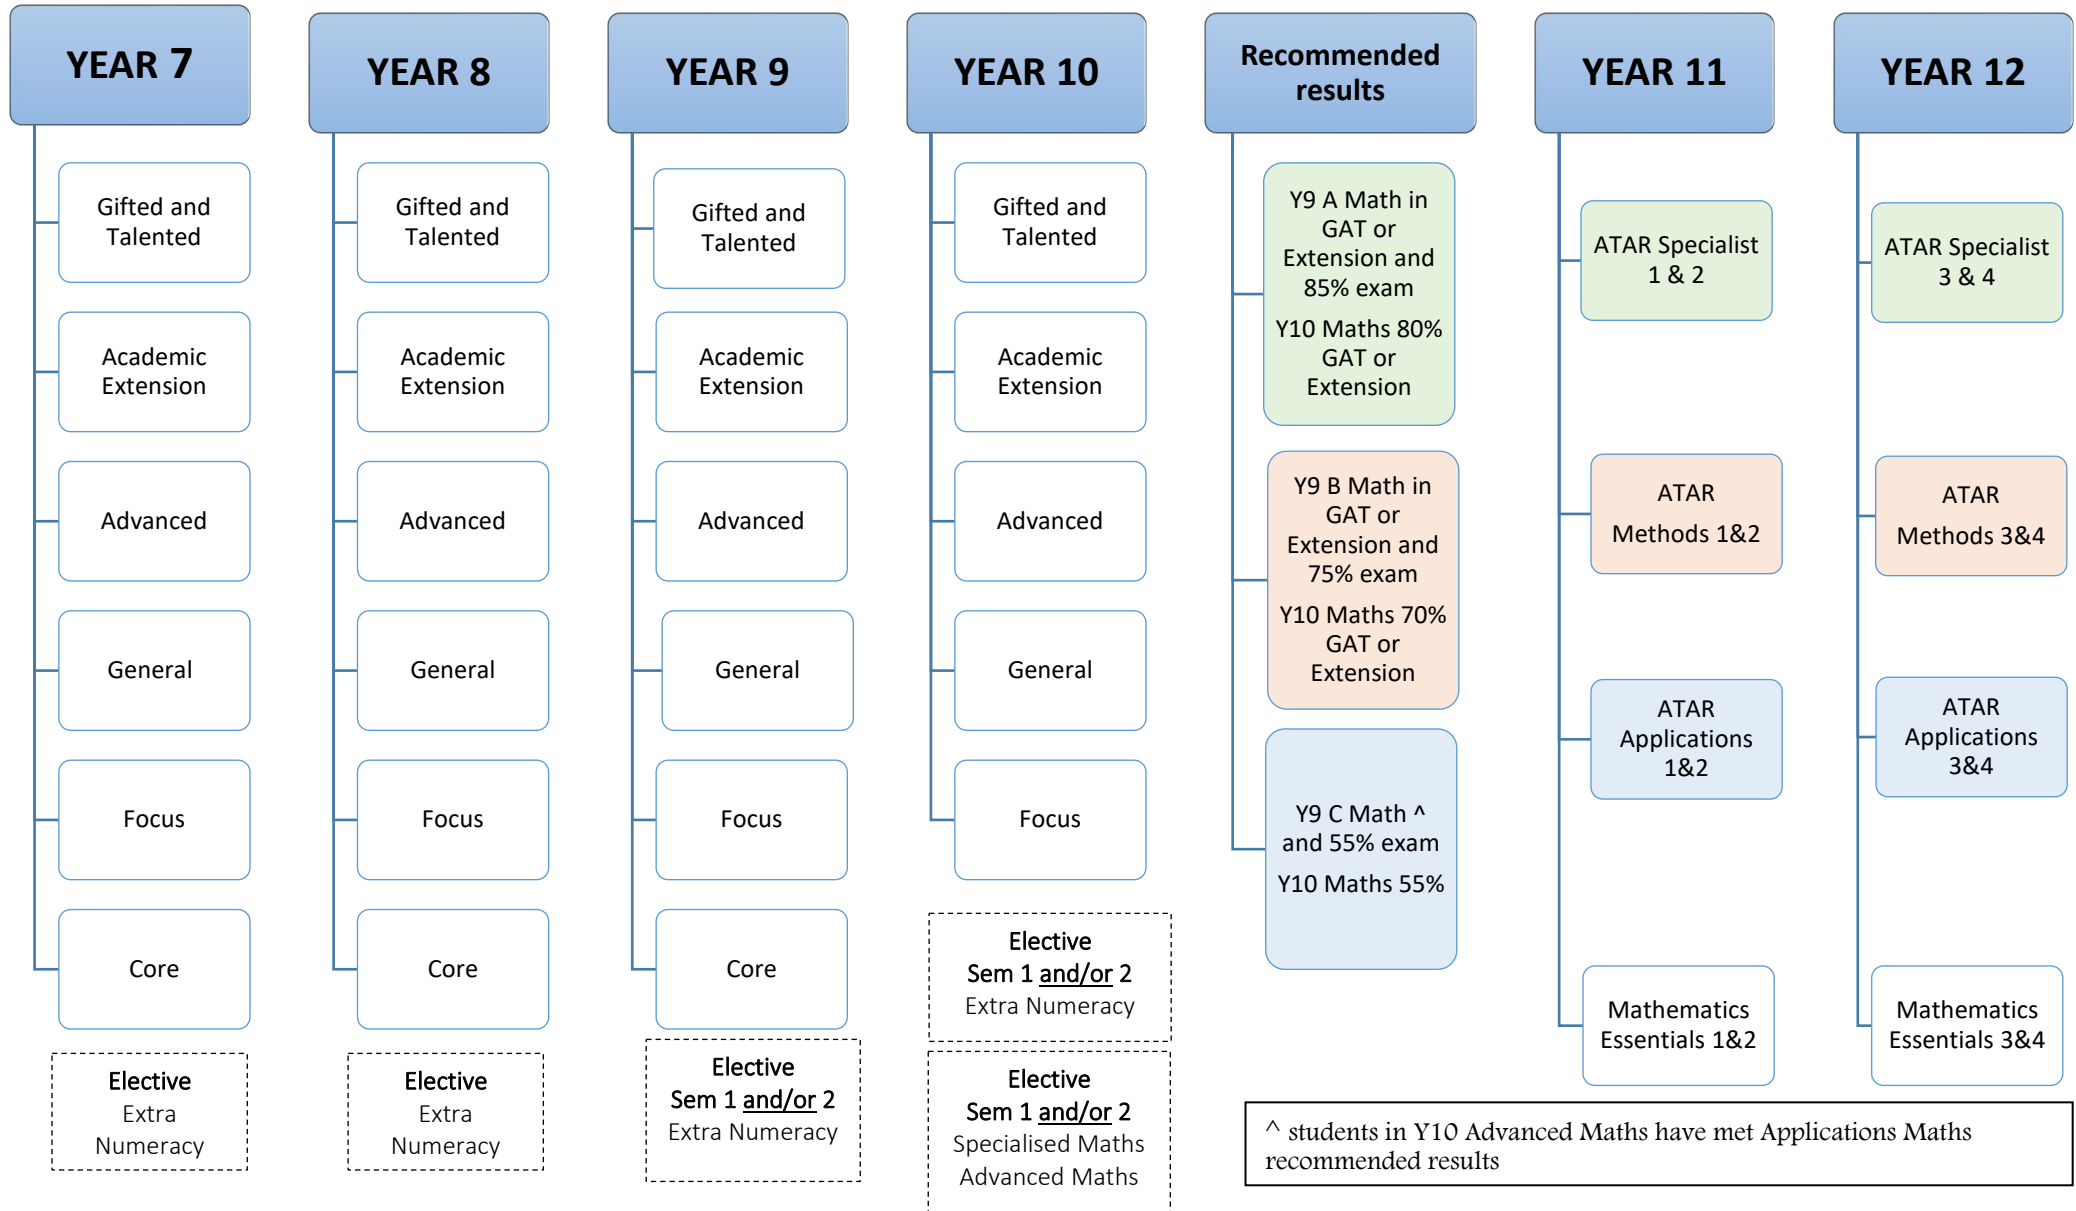 YEAR 7
Gifted and
Talented
Academic
Extension
Advanced
General
Focus
Core
Elective
Extra
Numeracy
YEAR 8
Gifted and
Talented
Academic
Extension
Advanced
General
Focus
Core
Elective
Extra
Numeracy
YEAR 9
Gifted and
Talented
Academic
Extension
Advanced
General
Focus
Core
Elective
Sem 1 and/or 2
Extra Numeracy
YEAR 10
Gifted and
Talented
Academic
Extension
Advanced
General
Focus
Elective
Sem 1 and/or 2
Extra Numeracy
Elective
Sem 1 and/or 2
Specialised Maths
Advanced Maths
Recommended
results
Y9 A Math in
GAT or
Extension and
85% exam
Y10 Maths 80%
GAT or
Extension
Y9 B Math in
GAT or
Extension and
75% exam
Y10 Maths 70%
GAT or
Extension
Y9 C Math ^
and 55% exam
Y10 Maths 55%
YEAR 11
ATAR Specialist
1 & 2
ATAR
Methods 1&2
ATAR
Applications
1&2
Mathematics
Essentials 1&2
YEAR 12
ATAR Specialist
3 & 4
ATAR
Methods 3&4
ATAR
Applications
3&4
Mathematics
Essentials 3&4
^ students in Y10 Advanced Maths have met Applications Maths
recommended results